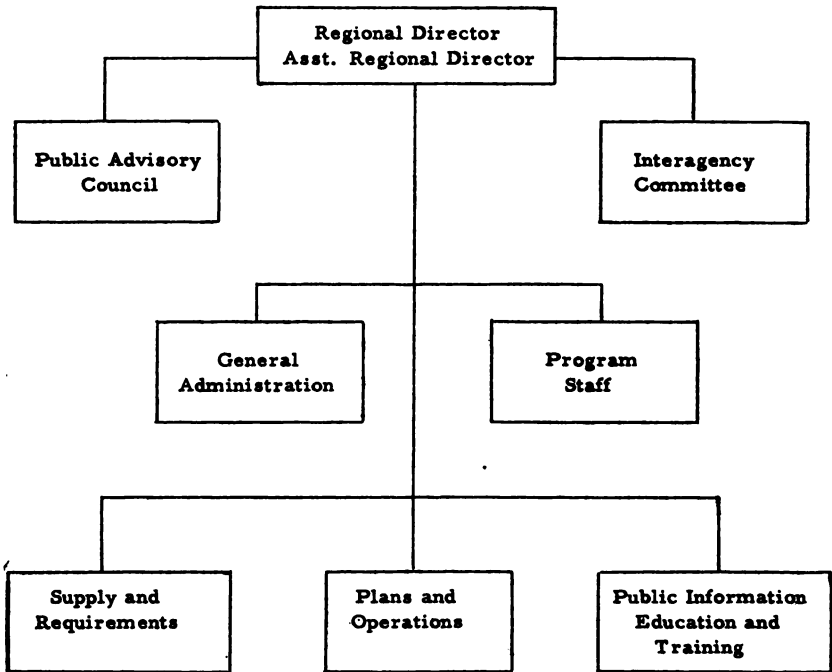 Regional Director
Asst. Regional Director
Public Advisory
Council
Interagency
Committee
General
Administration
Program
Staff
Supply and
Requirements
Plans and
Operations
Public Information
Education and
Training